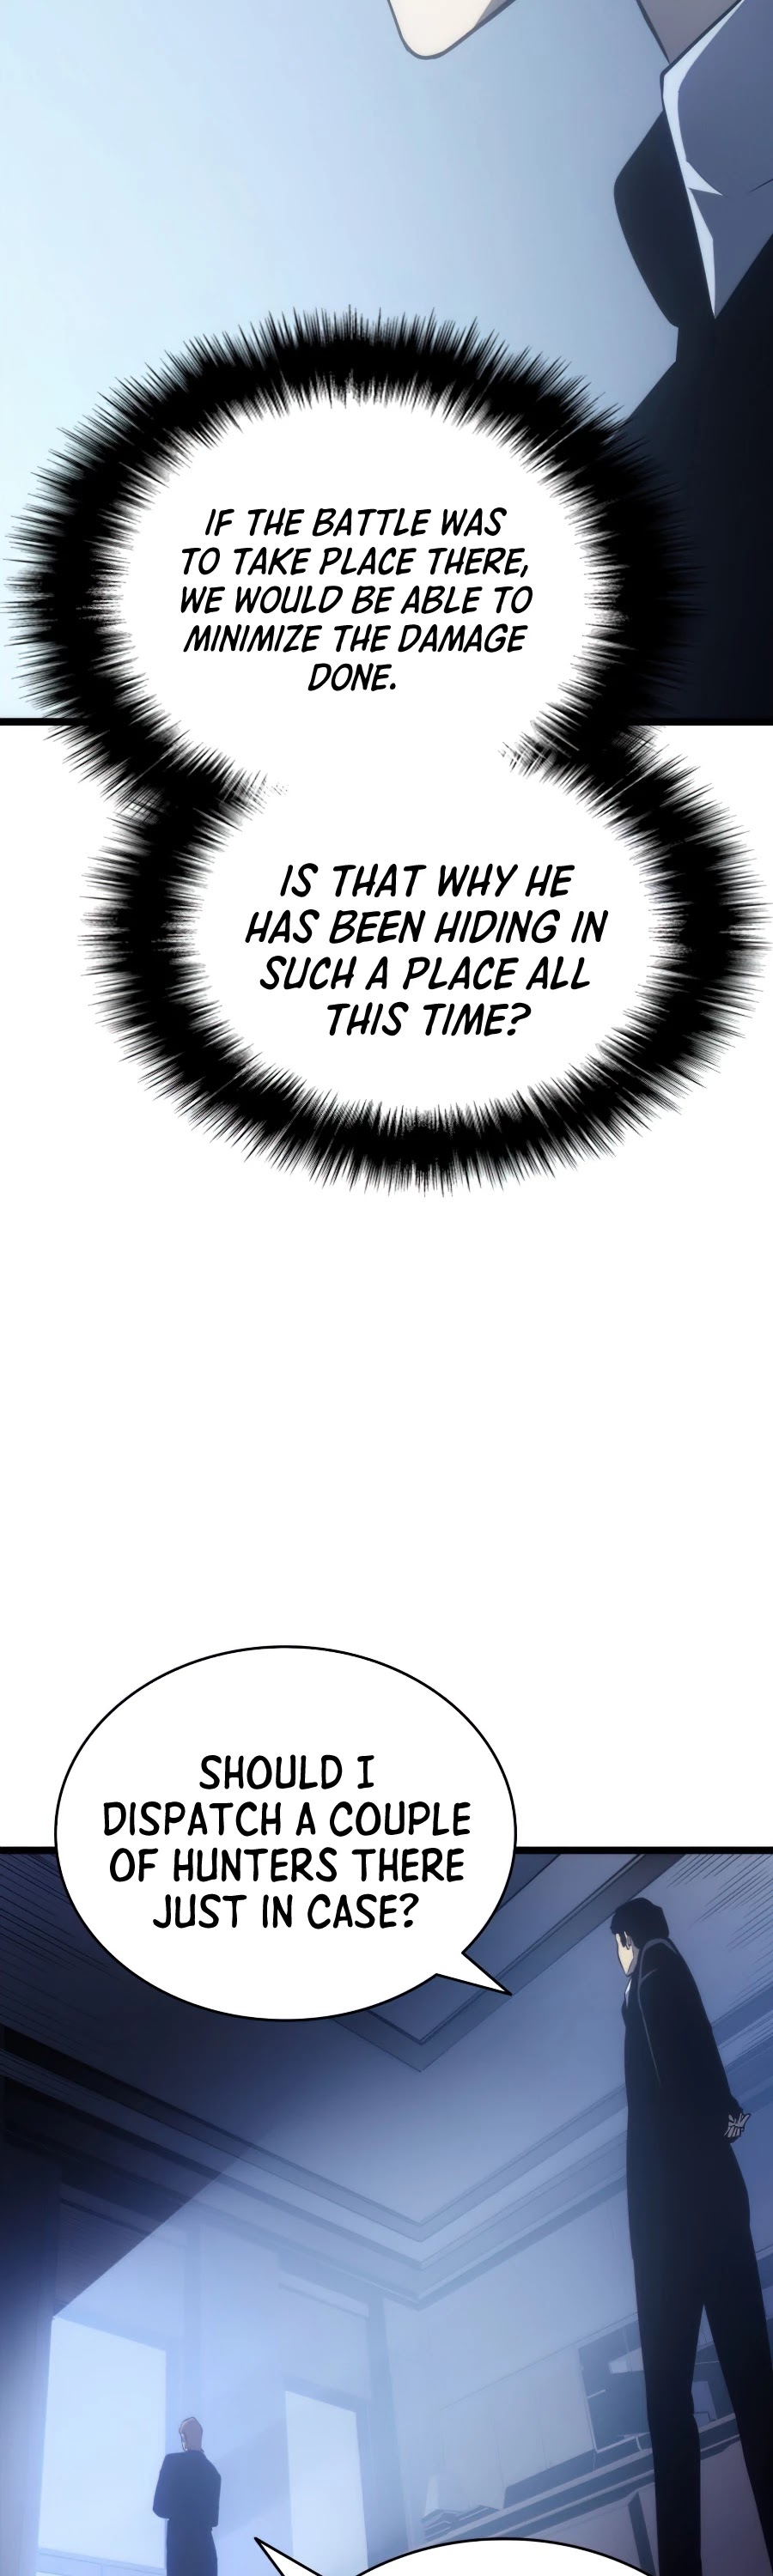 IF THE BATTLE WAS
TO TAKE PLACE THERE,
WE WOULD BE ABLE TO
MINIMIZE THE DAMAGE
DONE.
IS THAT WHY HE
HAS BEEN HIDING IN
SUCH A PLACE ALL
THIS TIME?
SHOULD I
DISPATCH A COUPLE
OF HUNTERS THERE
JUST IN CASE?